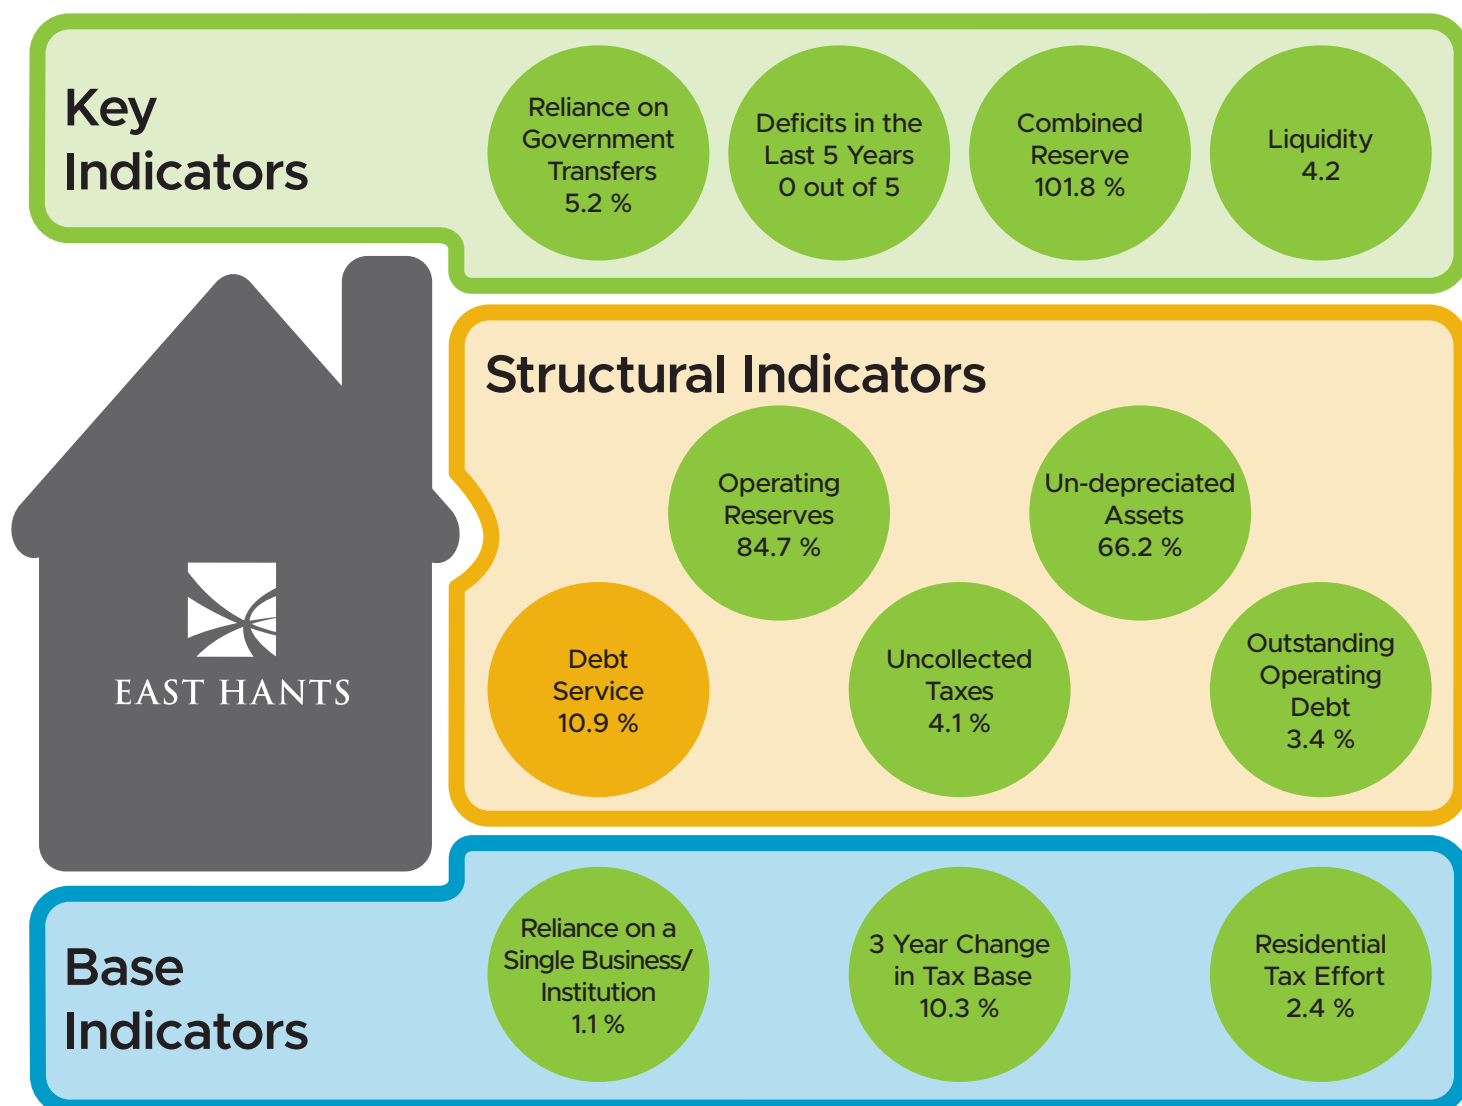 Key
Indicators
Reliance on
Government
Transfers
5.2 %
Deficits in the
Last 5 Years
0 out of 5
Combined
Reserve
101.8 %
Liquidity
4.2
Structural Indicators
Operating
Reserves
84.7 %
Un-depreciated
Assets
66.2 %
Debt
Service
10.9 %
Uncollected
Taxes
4.1 %
Outstanding
Operating
Debt
3.4 %
EAST HANTS
Base
Indicators
Reliance on a
Single Business/
Institution
1.1 %
3 Year Change
in Tax Base
10.3 %
Residential
Tax Effort
2.4 %